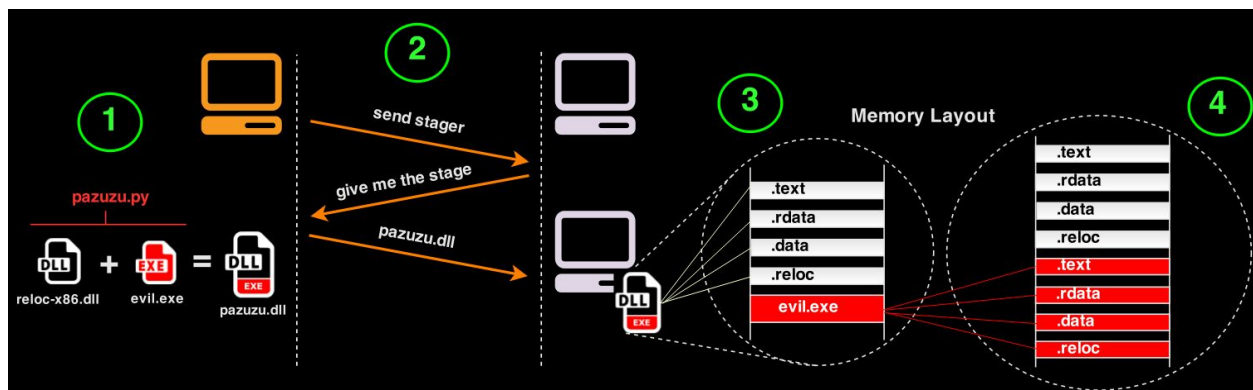 1
pazuzu.py
DLL
+
EXE
=
DLL
EXE
reloc-x86.dll
evil.exe
pazuzu.dll
2
send stager
give me the stage
pazuzu.dll
DLL
EXE
3
Memory Layout
.text
.rdata
.data
.reloc
evil.exe
4
.text
.rdata
.data
.reloc
.text
.rdata
.data
.reloc